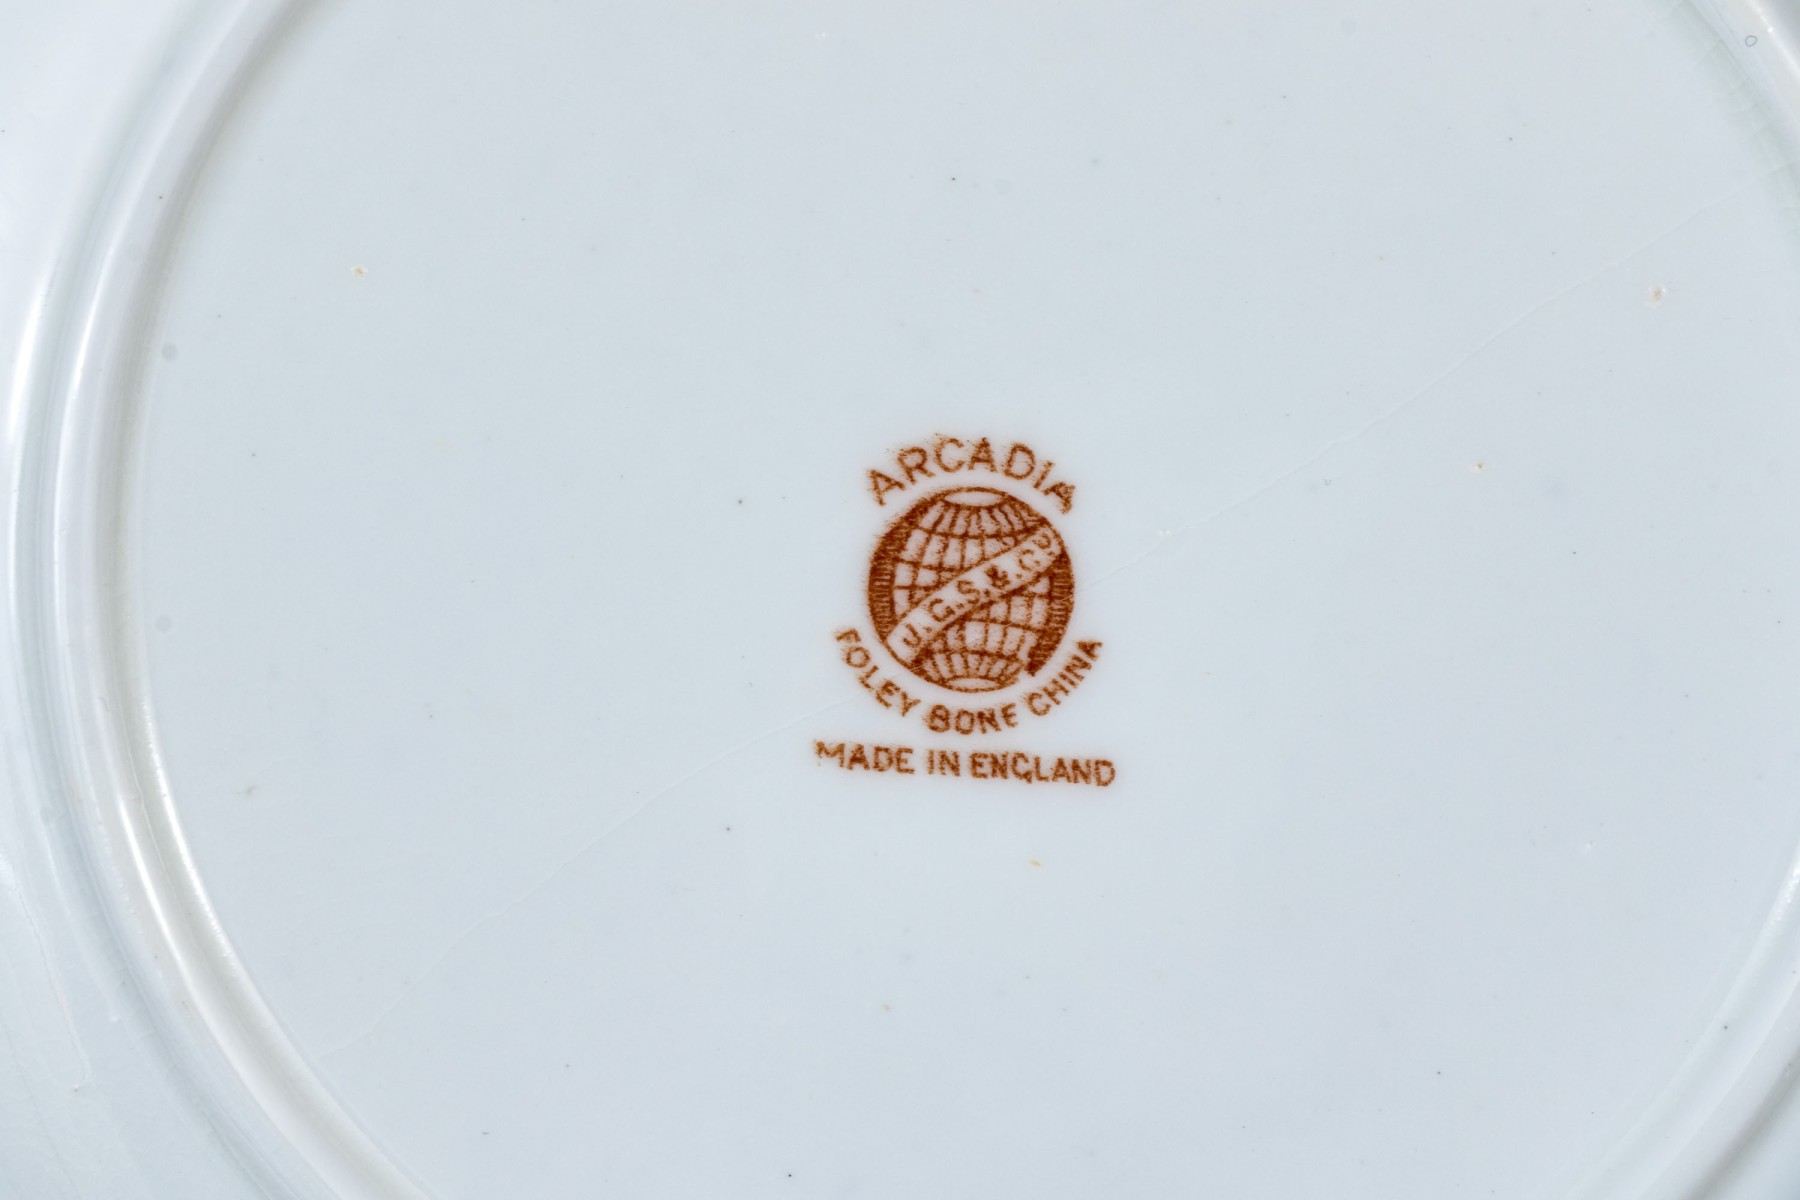 ARCADIA
J.G.S.&.Co
FOLEY BONE CHINA
MADE IN ENGLAND